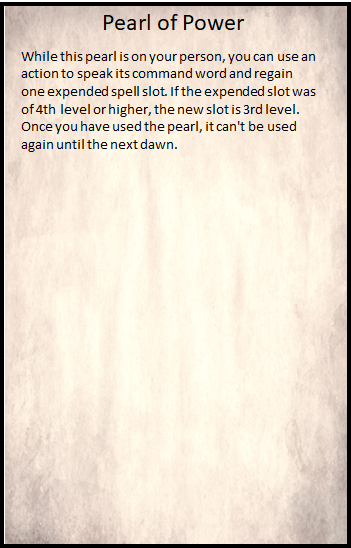 Pearl of Power
While this pearl is on your person, you can use an
action to speak its command word and regain
one expended spell slot. If the expended slot was
of 4th level or higher, the new slot is 3rd level.
Once you have used the pearl, it can't be used
again until the next dawn.